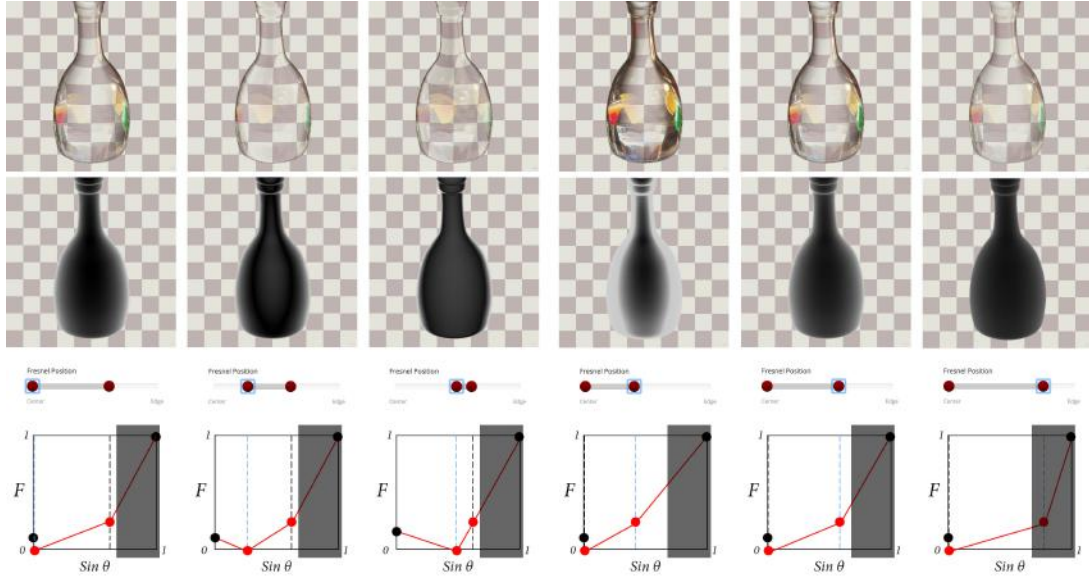 Fresnel Position
Fresnel Position
Fresnel Position
Fresnel Position
Fresnel Position
Fresnel Position
Center Edge
Center Edge
Center Edge
Center Edge
Center Edge
Center Edge
1
1
1
1
1
1
F
F
F
F
F
F
0 1
0 1
0 1
0 1
0 1
0 1
Sin θ
Sin θ
Sin θ
Sin θ
Sin θ
Sin θ